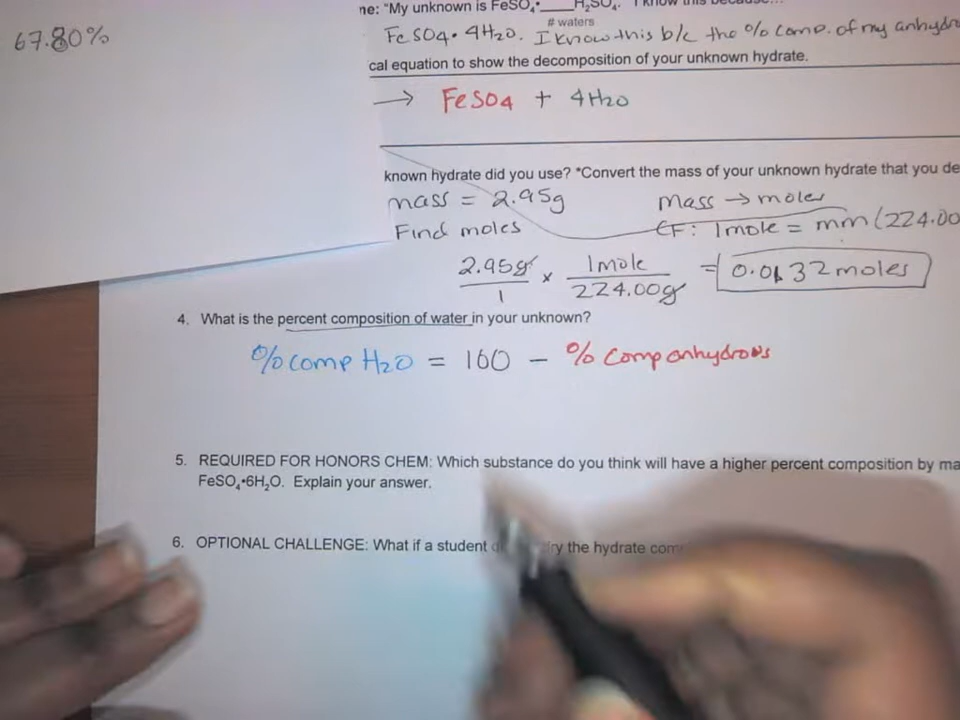 67.80%
ne: "My unknown is FeSO₄•____H₂SO₄. I know this because...
# waters
FeSO4 • 4H2O. I know this b/c the % comp. of my anhydro
cal equation to show the decomposition of your unknown hydrate.
→ FeSO4 + 4H2O
known hydrate did you use? *Convert the mass of your unknown hydrate that you de
mass = 2.95g
Mass → moles
Find moles
CF: 1mole = mm (224.00
2.95g/1 × 1mole/224.00g = 0.0132 moles
4. What is the percent composition of water in your unknown?
% comp H2O = 100 - % comp anhydrous
5. REQUIRED FOR HONORS CHEM: Which substance do you think will have a higher percent composition by ma
FeSO₄•6H₂O. Explain your answer.
6. OPTIONAL CHALLENGE: What if a student the hydrate com